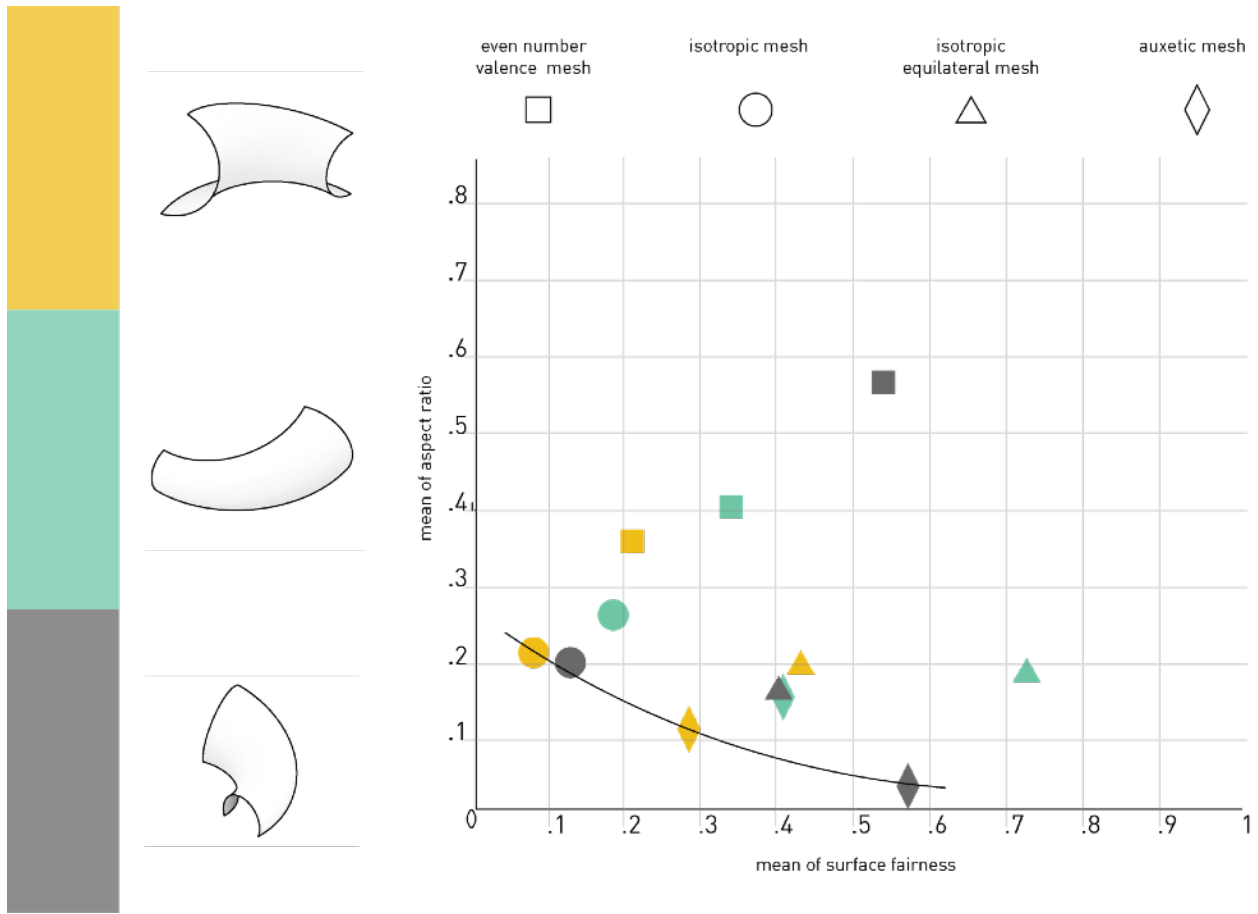 even number
valence mesh
isotropic mesh
isotropic
equilateral mesh
auxetic mesh
.8
.7
.6
.5
.4
.3
.2
.1
mean of aspect ratio
0 .1 .2 .3 .4 .5 .6 .7 .8 .9 1
mean of surface fairness